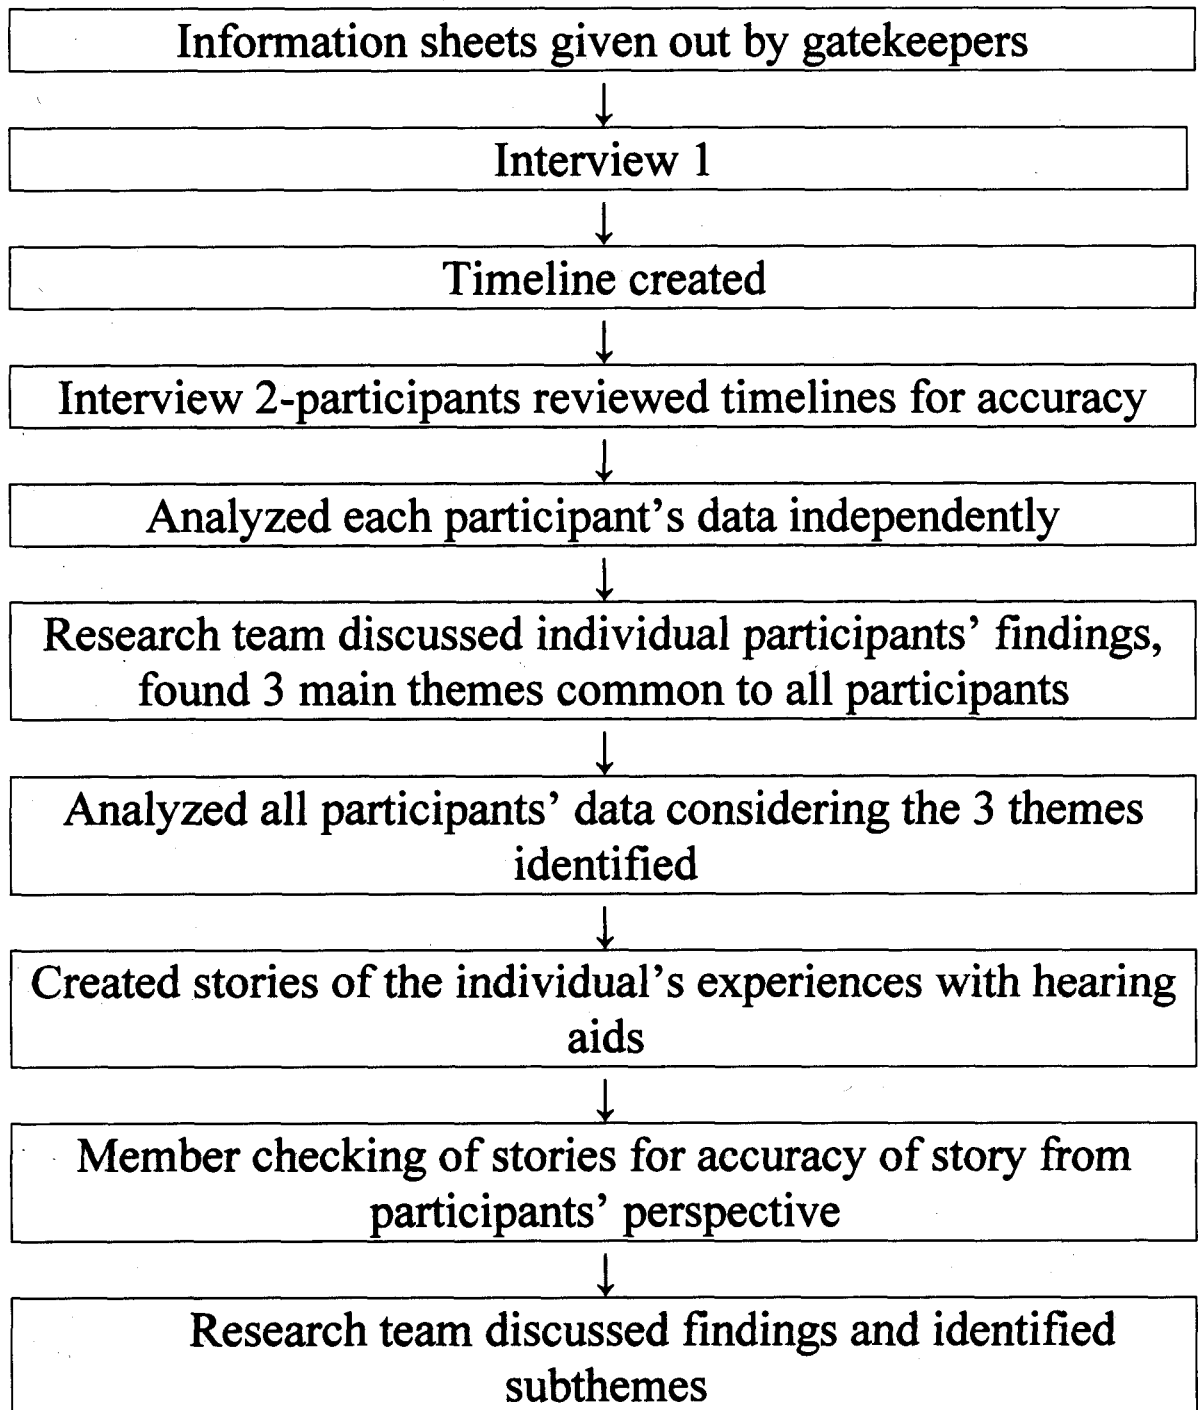 Information sheets given out by gatekeepers
Interview 1
Timeline created
Interview 2-participants reviewed timelines for accuracy
Analyzed each participant's data independently
Research team discussed individual participants' findings,
found 3 main themes common to all participants
Analyzed all participants' data considering the 3 themes
identified
Created stories of the individual's experiences with hearing
aids
Member checking of stories for accuracy of story from
participants' perspective
Research team discussed findings and identified
subthemes